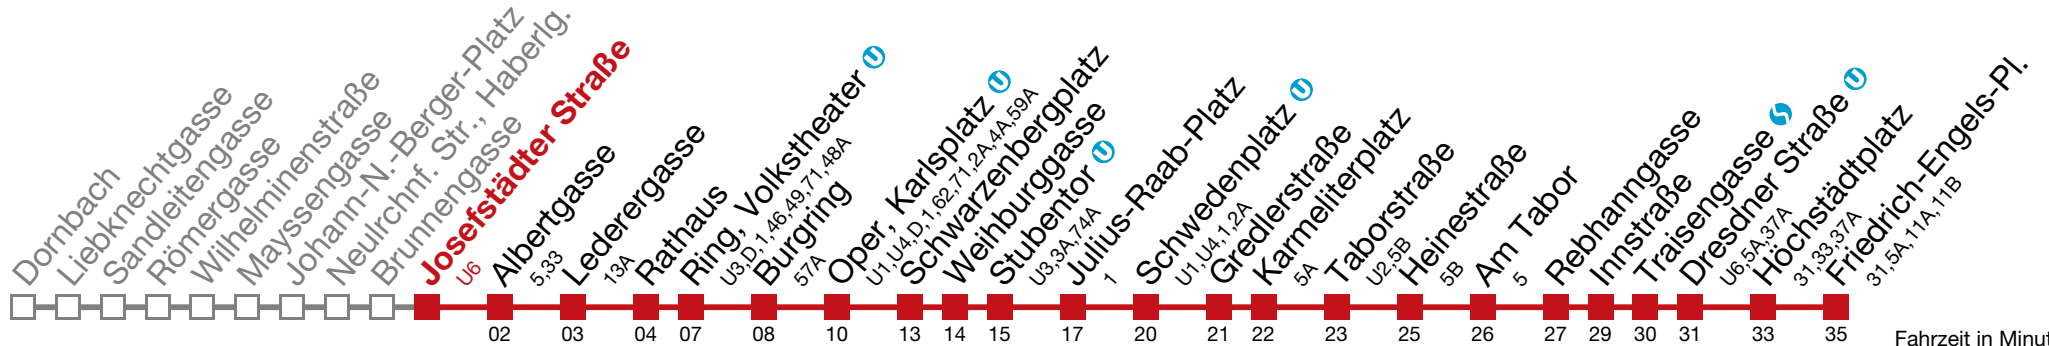 Dornbach
Liebknechtgasse
Sandleitengasse
Römergasse
Wilhelminenstraße
Mayssengasse
Johann-N.-Berger-Platz
Neulrchnf. Str., Haberlg.
Brunnengasse
Josefstädter Straße
U6
Albertgasse
5,33
Lederergasse
13A
Rathaus
Ring, Volkstheater U
U3,D,1,46,49,71,48A
Burgring
57A
Oper, Karlsplatz U
U1,U4,D,1,62,71,2A,4A,59A
Schwarzenbergplatz
Weihburggasse
Stubentor U
U3,3A,74A
Julius-Raab-Platz
1
Schwedenplatz U
U1,U4,1,2A
Gredlerstraße
Karmeliterplatz
5A
Taborstraße
U2,5B
Heinestraße
5B
Am Tabor
5
Rebhanngasse
Innstraße
Traisengasse S
Dresdner Straße U
U6,5A,37A
Höchstädtplatz
31,33,37A
Friedrich-Engels-Pl.
31,5A,11A,11B
02 03 04 07 08 10 13 14 15 17 20 21 22 23 25 26 27 29 30 31 33 35
Fahrzeit in Minut